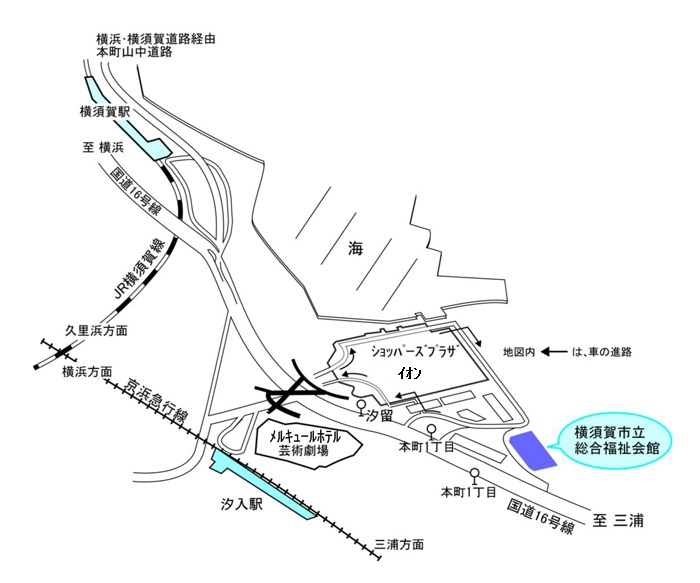 横浜・横須賀道路経由
本町山中道路
横須賀駅
至 横浜
国道16号線
JR横須賀線
海
久里浜方面
横浜方面
京浜急行線
ショッパーズプラザ
イオン
地図内 ← は、車の進路
汐留
本町1丁目
横須賀市立
総合福祉会館
メルキュールホテル
芸術劇場
本町1丁目
汐入駅
国道16号線
至 三浦
三浦方面